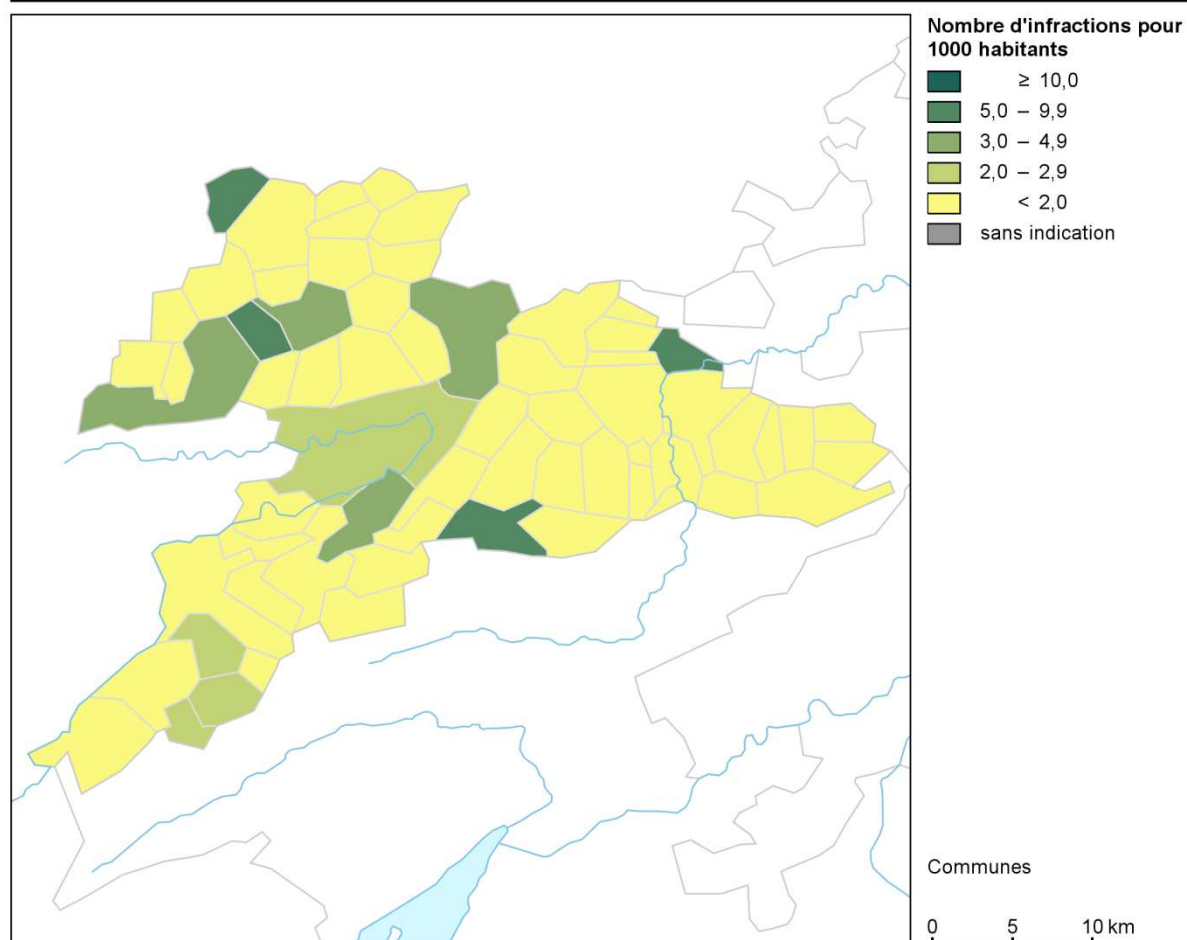 Nombre d'infractions pour
1000 habitants
≥ 10,0
5,0 – 9,9
3,0 – 4,9
2,0 – 2,9
< 2,0
sans indication
Communes
0 5 10 km